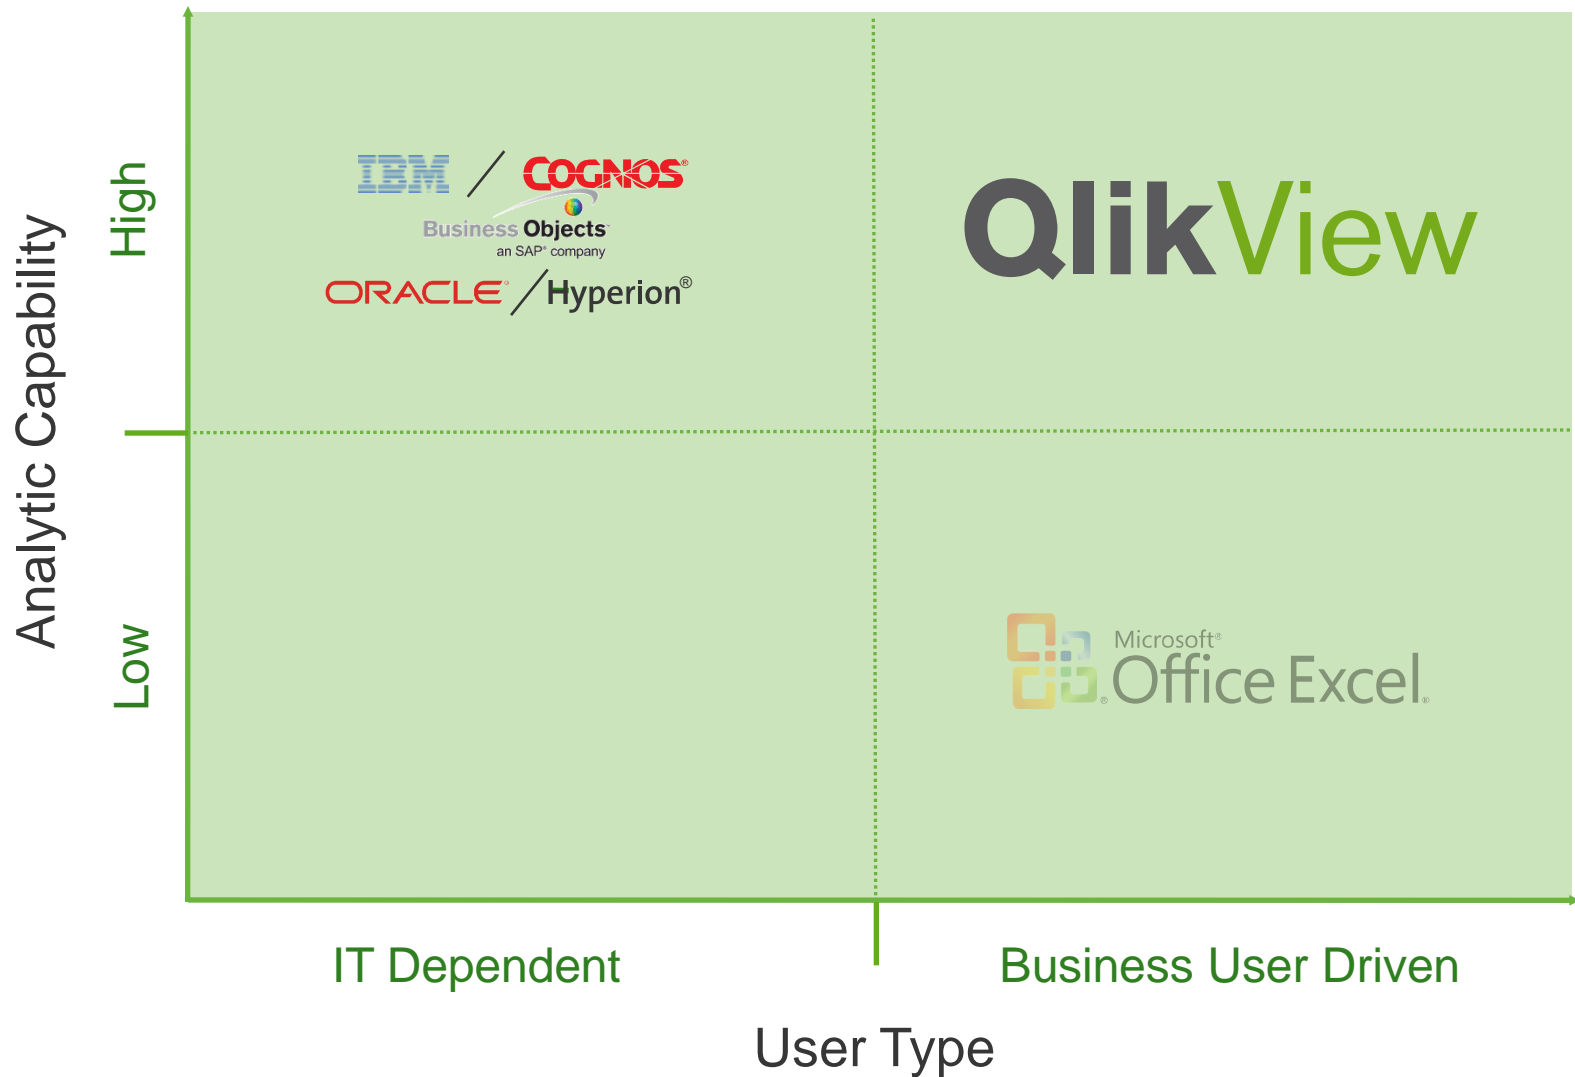 Analytic Capability
High
Low
IBM / COGNOS®
Business Objects™
an SAP® company
ORACLE® / Hyperion®
QlikView
Microsoft®
Office Excel®
IT Dependent
Business User Driven
User Type